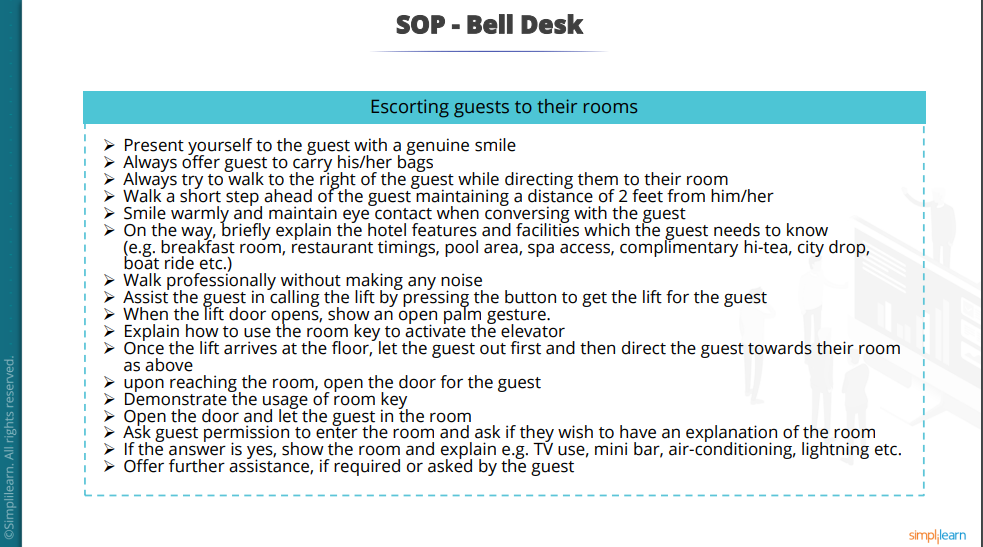 SOP - Bell Desk
Escorting guests to their rooms
➢ Present yourself to the guest with a genuine smile
➢ Always offer guest to carry his/her bags
➢ Always try to walk to the right of the guest while directing them to their room
➢ Walk a short step ahead of the guest maintaining a distance of 2 feet from him/her
➢ Smile warmly and maintain eye contact when conversing with the guest
➢ On the way, briefly explain the hotel features and facilities which the guest needs to know
(e.g. breakfast room, restaurant timings, pool area, spa access, complimentary hi-tea, city drop,
boat ride etc.)
➢ Walk professionally without making any noise
➢ Assist the guest in calling the lift by pressing the button to get the lift for the guest
➢ When the lift door opens, show an open palm gesture.
➢ Explain how to use the room key to activate the elevator
➢ Once the lift arrives at the floor, let the guest out first and then direct the guest towards their room
as above
➢ upon reaching the room, open the door for the guest
➢ Demonstrate the usage of room key
➢ Open the door and let the guest in the room
➢ Ask guest permission to enter the room and ask if they wish to have an explanation of the room
➢ If the answer is yes, show the room and explain e.g. TV use, mini bar, air-conditioning, lightning etc.
➢ Offer further assistance, if required or asked by the guest
©Simplilearn. All rights reserved.
simplilearn